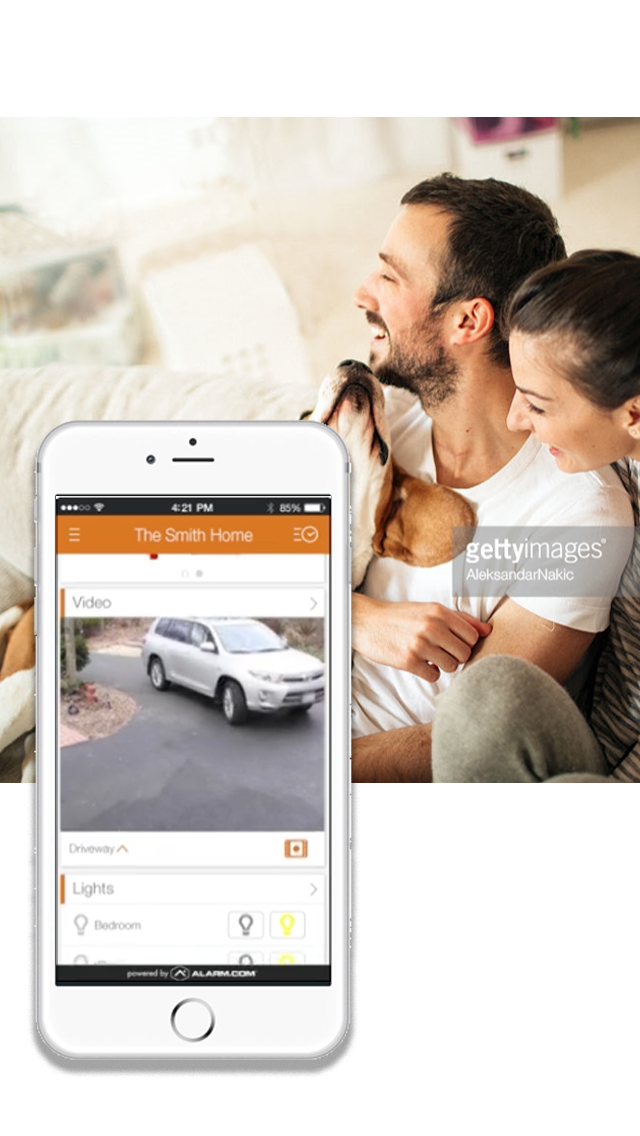 gettyimages®
AleksandarNakic
4:21 PM
85%
The Smith Home
Video
Driveway
Lights
Bedroom
powered by ALARM.COM